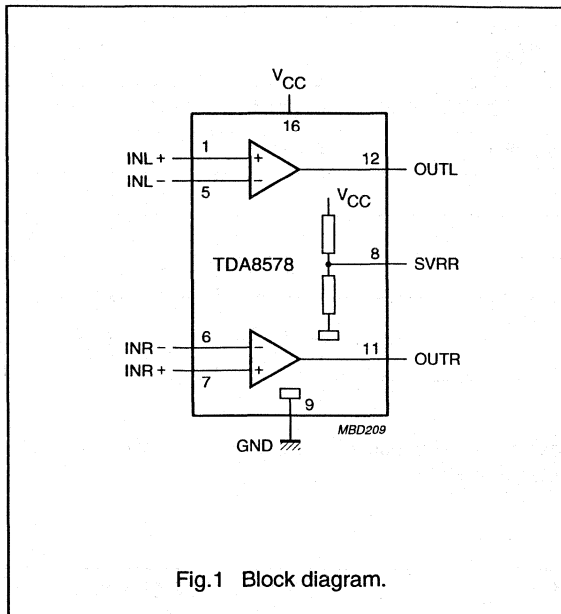 VCC
16
1
INL +
12
OUTL
INL −
5
+
−
VCC
TDA8578
8
SVRR
6
INR −
−
11
OUTR
INR +
7
+
9
MBD209
GND
Fig.1 Block diagram.